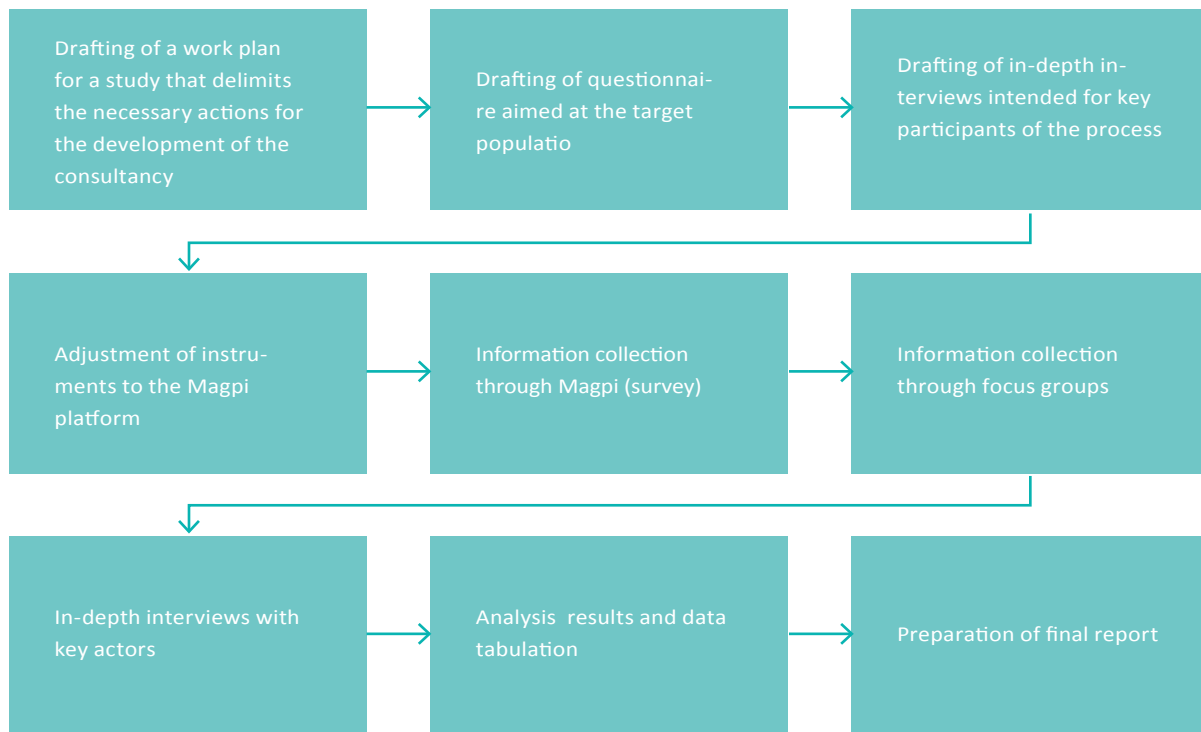 Drafting of a work plan
for a study that delimits
the necessary actions for
the development of the
consultancy
Drafting of questionnai-
re aimed at the target
populatio
Drafting of in-depth in-
terviews intended for key
participants of the process
Adjustment of instru-
ments to the Magpi
platform
Information collection
through Magpi (survey)
Information collection
through focus groups
In-depth interviews with
key actors
Analysis  results and data
tabulation
Preparation of final report